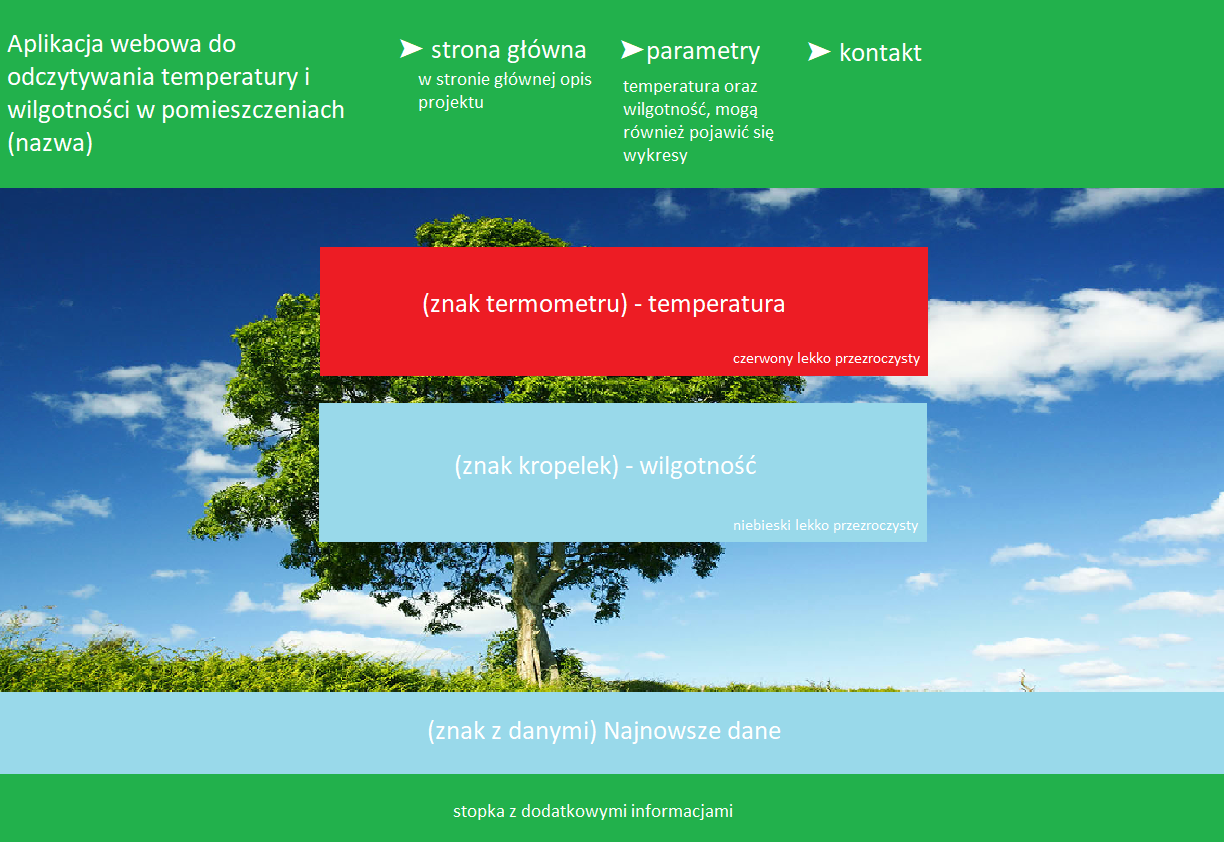 Aplikacja webowa do
odczytywania temperatury i
wilgotności w pomieszczeniach
(nazwa)
➤ strona główna
w stronie głównej opis
projektu
➤parametry
temperatura oraz
wilgotność, mogą
również pojawić się
wykresy
➤ kontakt
(znak termometru) - temperatura
czerwony lekko przezroczysty
(znak kropelek) - wilgotność
niebieski lekko przezroczysty
(znak z danymi) Najnowsze dane
stopka z dodatkowymi informacjami